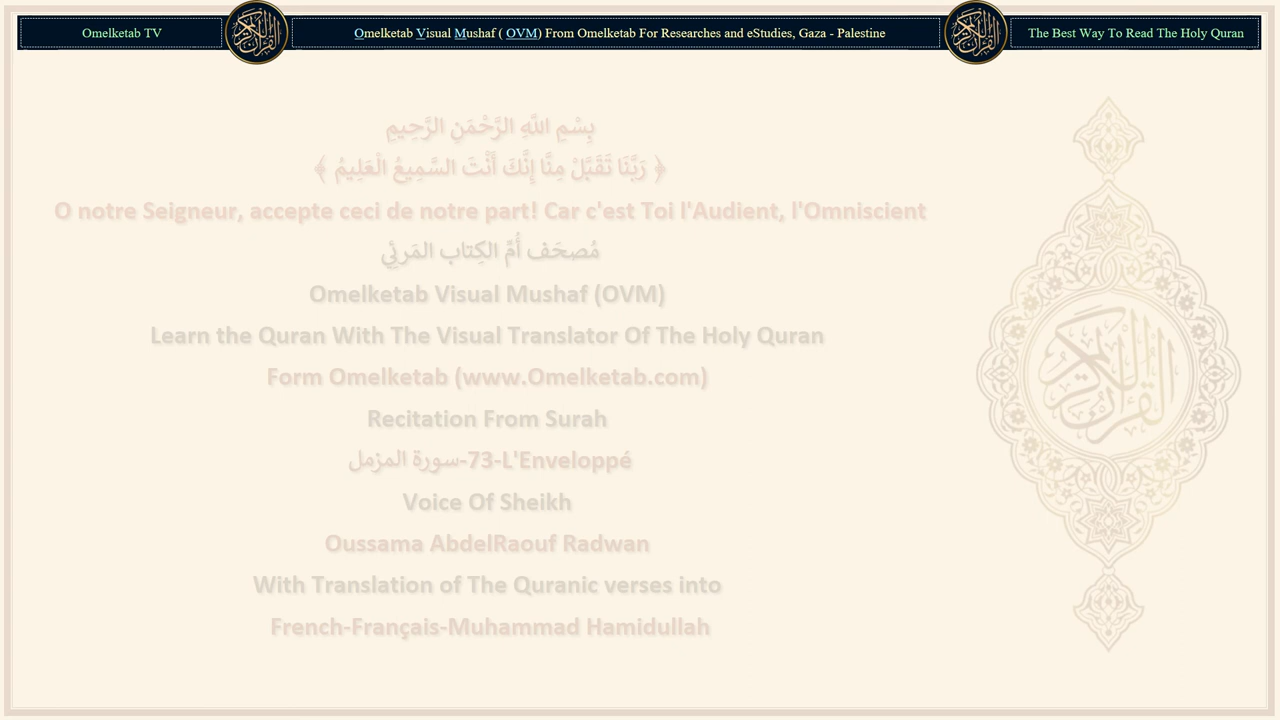 Omelketab TV
Omelketab Visual Mushaf ( OVM) From Omelketab For Researches and eStudies, Gaza - Palestine
The Best Way To Read The Holy Quran
بِسْمِ اللَّهِ الرَّحْمَنِ الرَّحِيمِ
﴿ رَبَّنَا تَقَبَّلْ مِنَّا إِنَّكَ أَنْتَ السَّمِيعُ الْعَلِيمُ ﴾
O notre Seigneur, accepte ceci de notre part! Car c'est Toi l'Audient, l'Omniscient
مُصحَف أُمِّ الكِتاب المَرئِي
Omelketab Visual Mushaf (OVM)
Learn the Quran With The Visual Translator Of The Holy Quran
Form Omelketab (www.Omelketab.com)
Recitation From Surah
سورة المزمل-73-L'Enveloppé
Voice Of Sheikh
Oussama AbdelRaouf Radwan
With Translation of The Quranic verses into
French-Français-Muhammad Hamidullah
القرآن الكريم